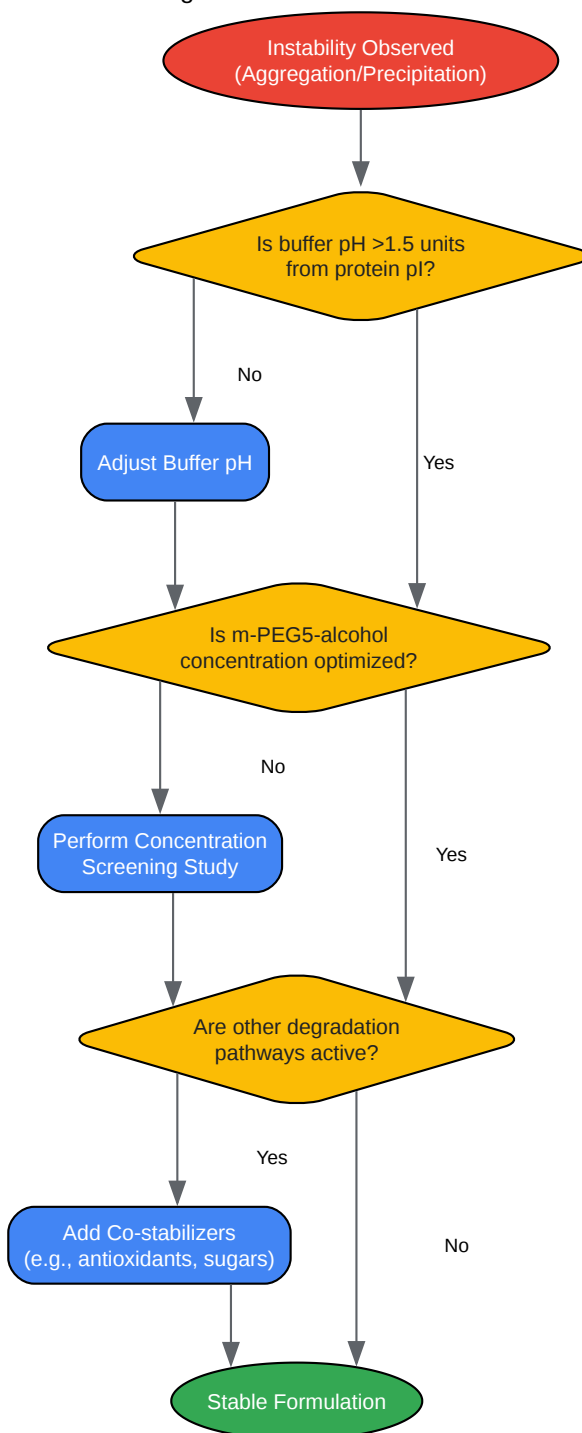 Instability Observed
(Aggregation/Precipitation)
Is buffer pH >1.5 units
from protein pI?
No
Adjust Buffer pH
Yes
Is m-PEG5-alcohol
concentration optimized?
No
Perform Concentration
Screening Study
Yes
Are other degradation
pathways active?
Yes
Add Co-stabilizers
(e.g., antioxidants, sugars)
No
Stable Formulation